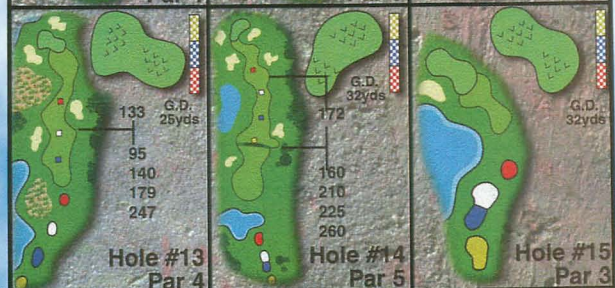 G.D.
25yds
133
95
140
179
247
Hole #13
Par 4
G.D.
32yds
172
160
210
225
260
Hole #14
Par 5
G.D.
32yds
Hole #15
Par 3